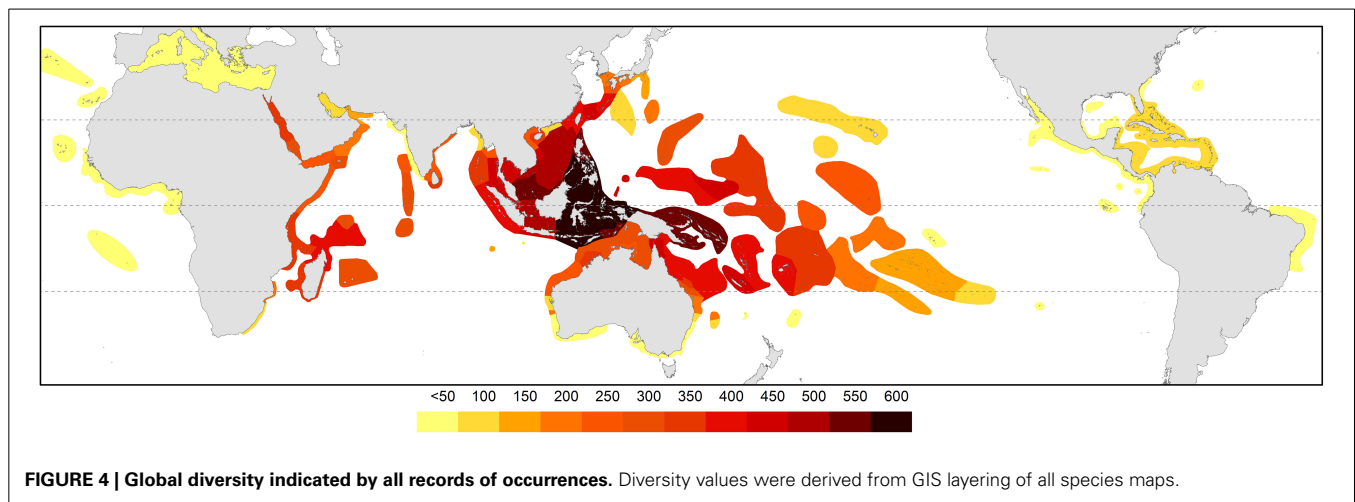 <50 100 150 200 250 300 350 400 450 500 550 600
FIGURE 4 | Global diversity indicated by all records of occurrences. Diversity values were derived from GIS layering of all species maps.